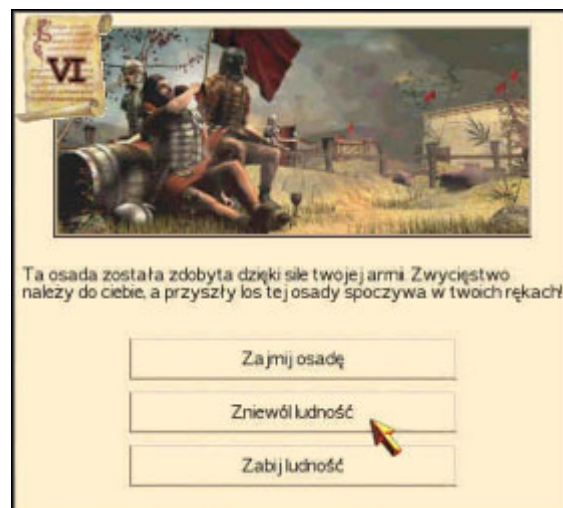 VI
Ta osada została zdobyta dzięki sile twojej armi. Zwycięstwo
należy do ciebie, a przyszły los tej osady spoczywa w twoich rękach!
Zajmij osadę
Zniewól ludność
Zabij ludność